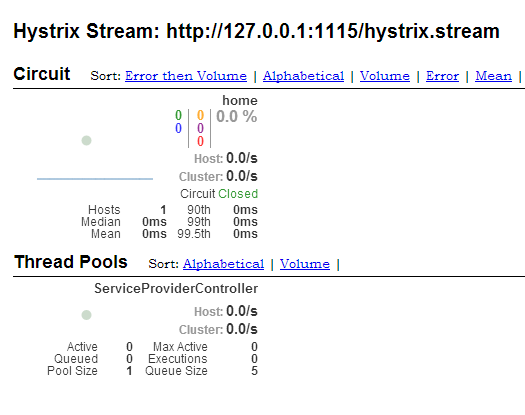 Hystrix Stream: http://127.0.0.1:1115/hystrix.stream
Circuit Sort: Error then Volume | Alphabetical | Volume | Error | Mean |
home
0 0 0.0 %
0 0
0
Host: 0.0/s
Cluster: 0.0/s
Circuit Closed
Hosts 1 90th 0ms
Median 0ms 99th 0ms
Mean 0ms 99.5th 0ms
Thread Pools Sort: Alphabetical | Volume |
ServiceProviderController
Host: 0.0/s
Cluster: 0.0/s
Active 0 Max Active 0
Queued 0 Executions 0
Pool Size 1 Queue Size 5